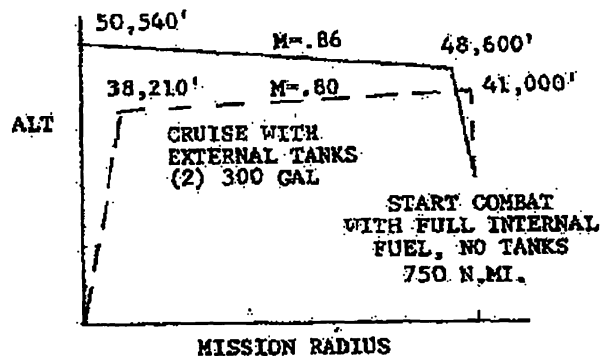 50,540'
M=.86
48,600'
38,210'
M=.80
41,000'
ALT
CRUISE WITH
EXTERNAL TANKS
(2) 300 GAL
START COMBAT
WITH FULL INTERNAL
FUEL, NO TANKS
750 N.MI.
MISSION RADIUS